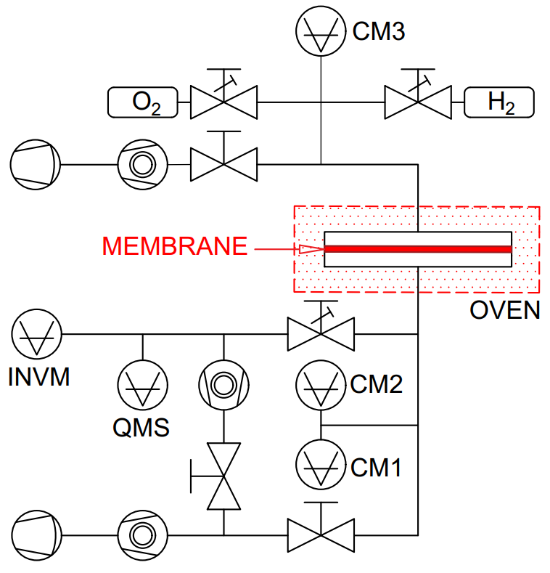 CM3
O2
H2
MEMBRANE
OVEN
INVM
QMS
CM2
CM1